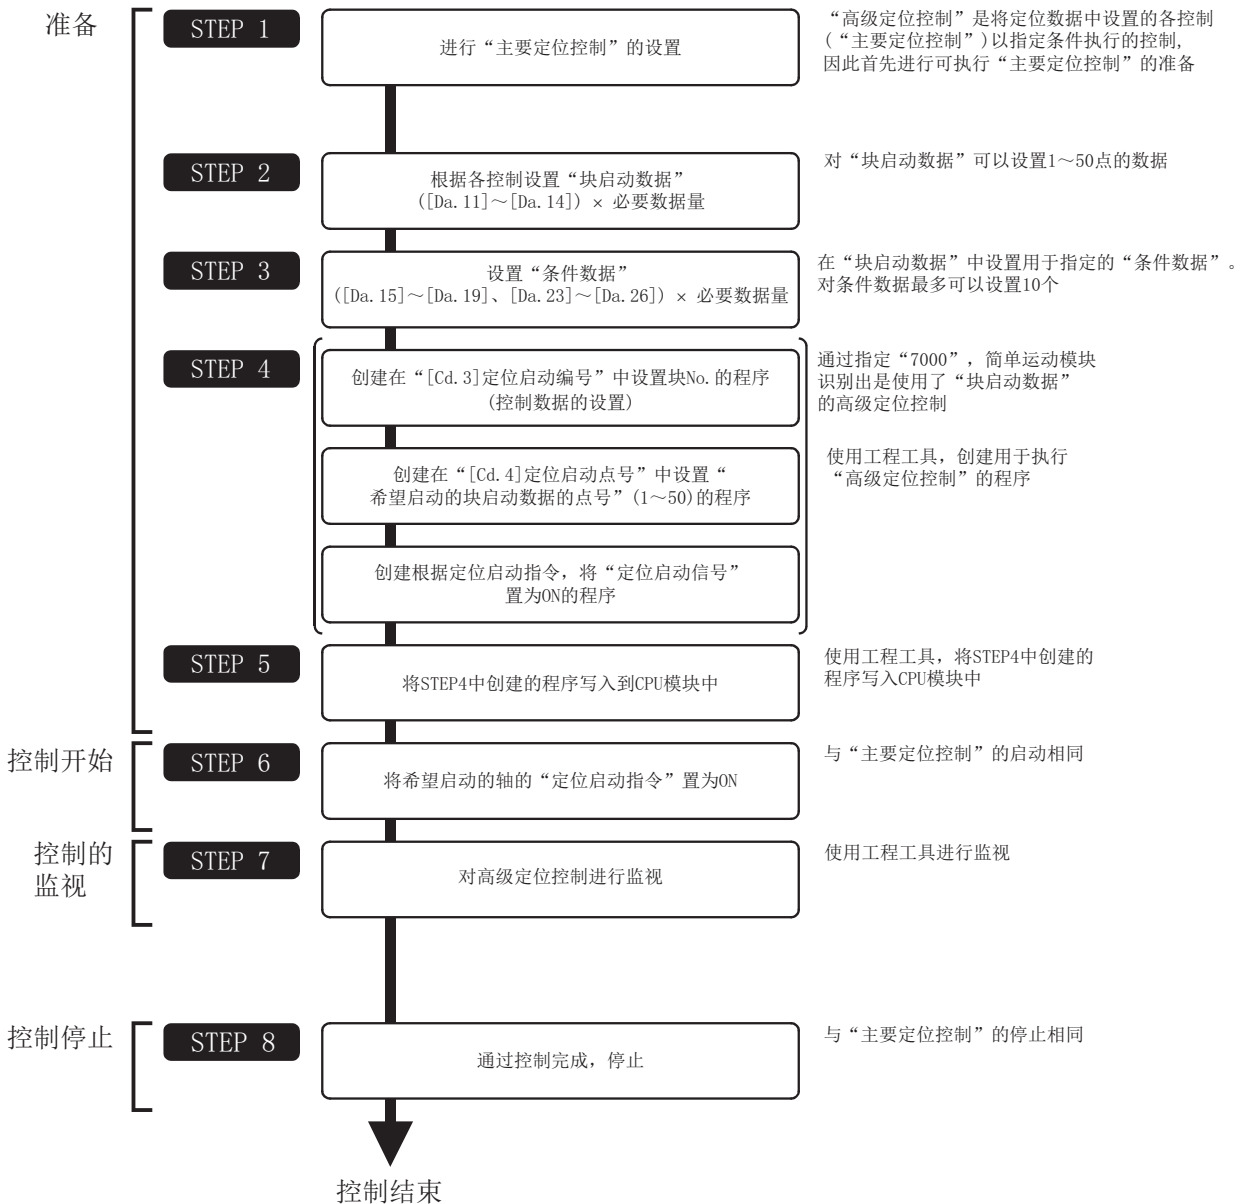 准备
STEP 1
进行“主要定位控制”的设置
“高级定位控制”是将定位数据中设置的各控制
(“主要定位控制”)以指定条件执行的控制,
因此首先进行可执行“主要定位控制”的准备
STEP 2
根据各控制设置“块启动数据”
([Da.11]～[Da.14]) × 必要数据量
对“块启动数据”可以设置1～50点的数据
STEP 3
设置“条件数据”
([Da.15]～[Da.19]、[Da.23]～[Da.26]) × 必要数据量
在“块启动数据”中设置用于指定的“条件数据”。
对条件数据最多可以设置10个
STEP 4
创建在“[Cd.3]定位启动编号”中设置块No.的程序
(控制数据的设置)
通过指定“7000”，简单运动模块
识别出是使用了“块启动数据”
的高级定位控制
创建在“[Cd.4]定位启动点号”中设置“
希望启动的块启动数据的点号”(1～50)的程序
使用工程工具，创建用于执行
“高级定位控制”的程序
创建根据定位启动指令，将“定位启动信号”
置为ON的程序
STEP 5
将STEP4中创建的程序写入到CPU模块中
使用工程工具，将STEP4中创建的
程序写入CPU模块中
控制开始
STEP 6
将希望启动的轴的“定位启动指令”置为ON
与“主要定位控制”的启动相同
控制的
监视
STEP 7
对高级定位控制进行监视
使用工程工具进行监视
控制停止
STEP 8
通过控制完成，停止
与“主要定位控制”的停止相同
控制结束